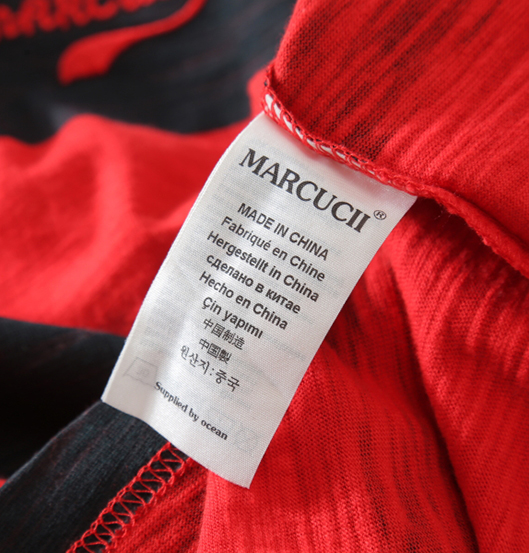 MARCUCII®
MADE IN CHINA
Fabriqué en Chine
Hergestellt in China
сделано в китае
Hecho en China
Çin yapımı
中国制造
中國製
원산지: 중국
Supplied by ocean